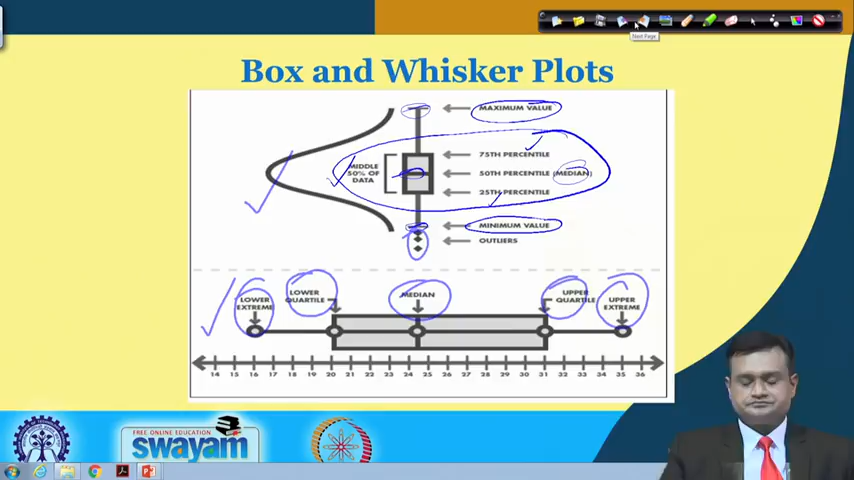 Next Page
Box and Whisker Plots
MAXIMUM VALUE
75TH PERCENTILE
MIDDLE
50% OF
DATA
50TH PERCENTILE (MEDIAN)
25TH PERCENTILE
MINIMUM VALUE
OUTLIERS
LOWER
EXTREME
LOWER
QUARTILE
MEDIAN
UPPER
QUARTILE
UPPER
EXTREME
14 15 16 17 18 19 20 21 22 23 24 25 26 27 28 29 30 31 32 33 34 35 36
FREE ONLINE EDUCATION
swayam